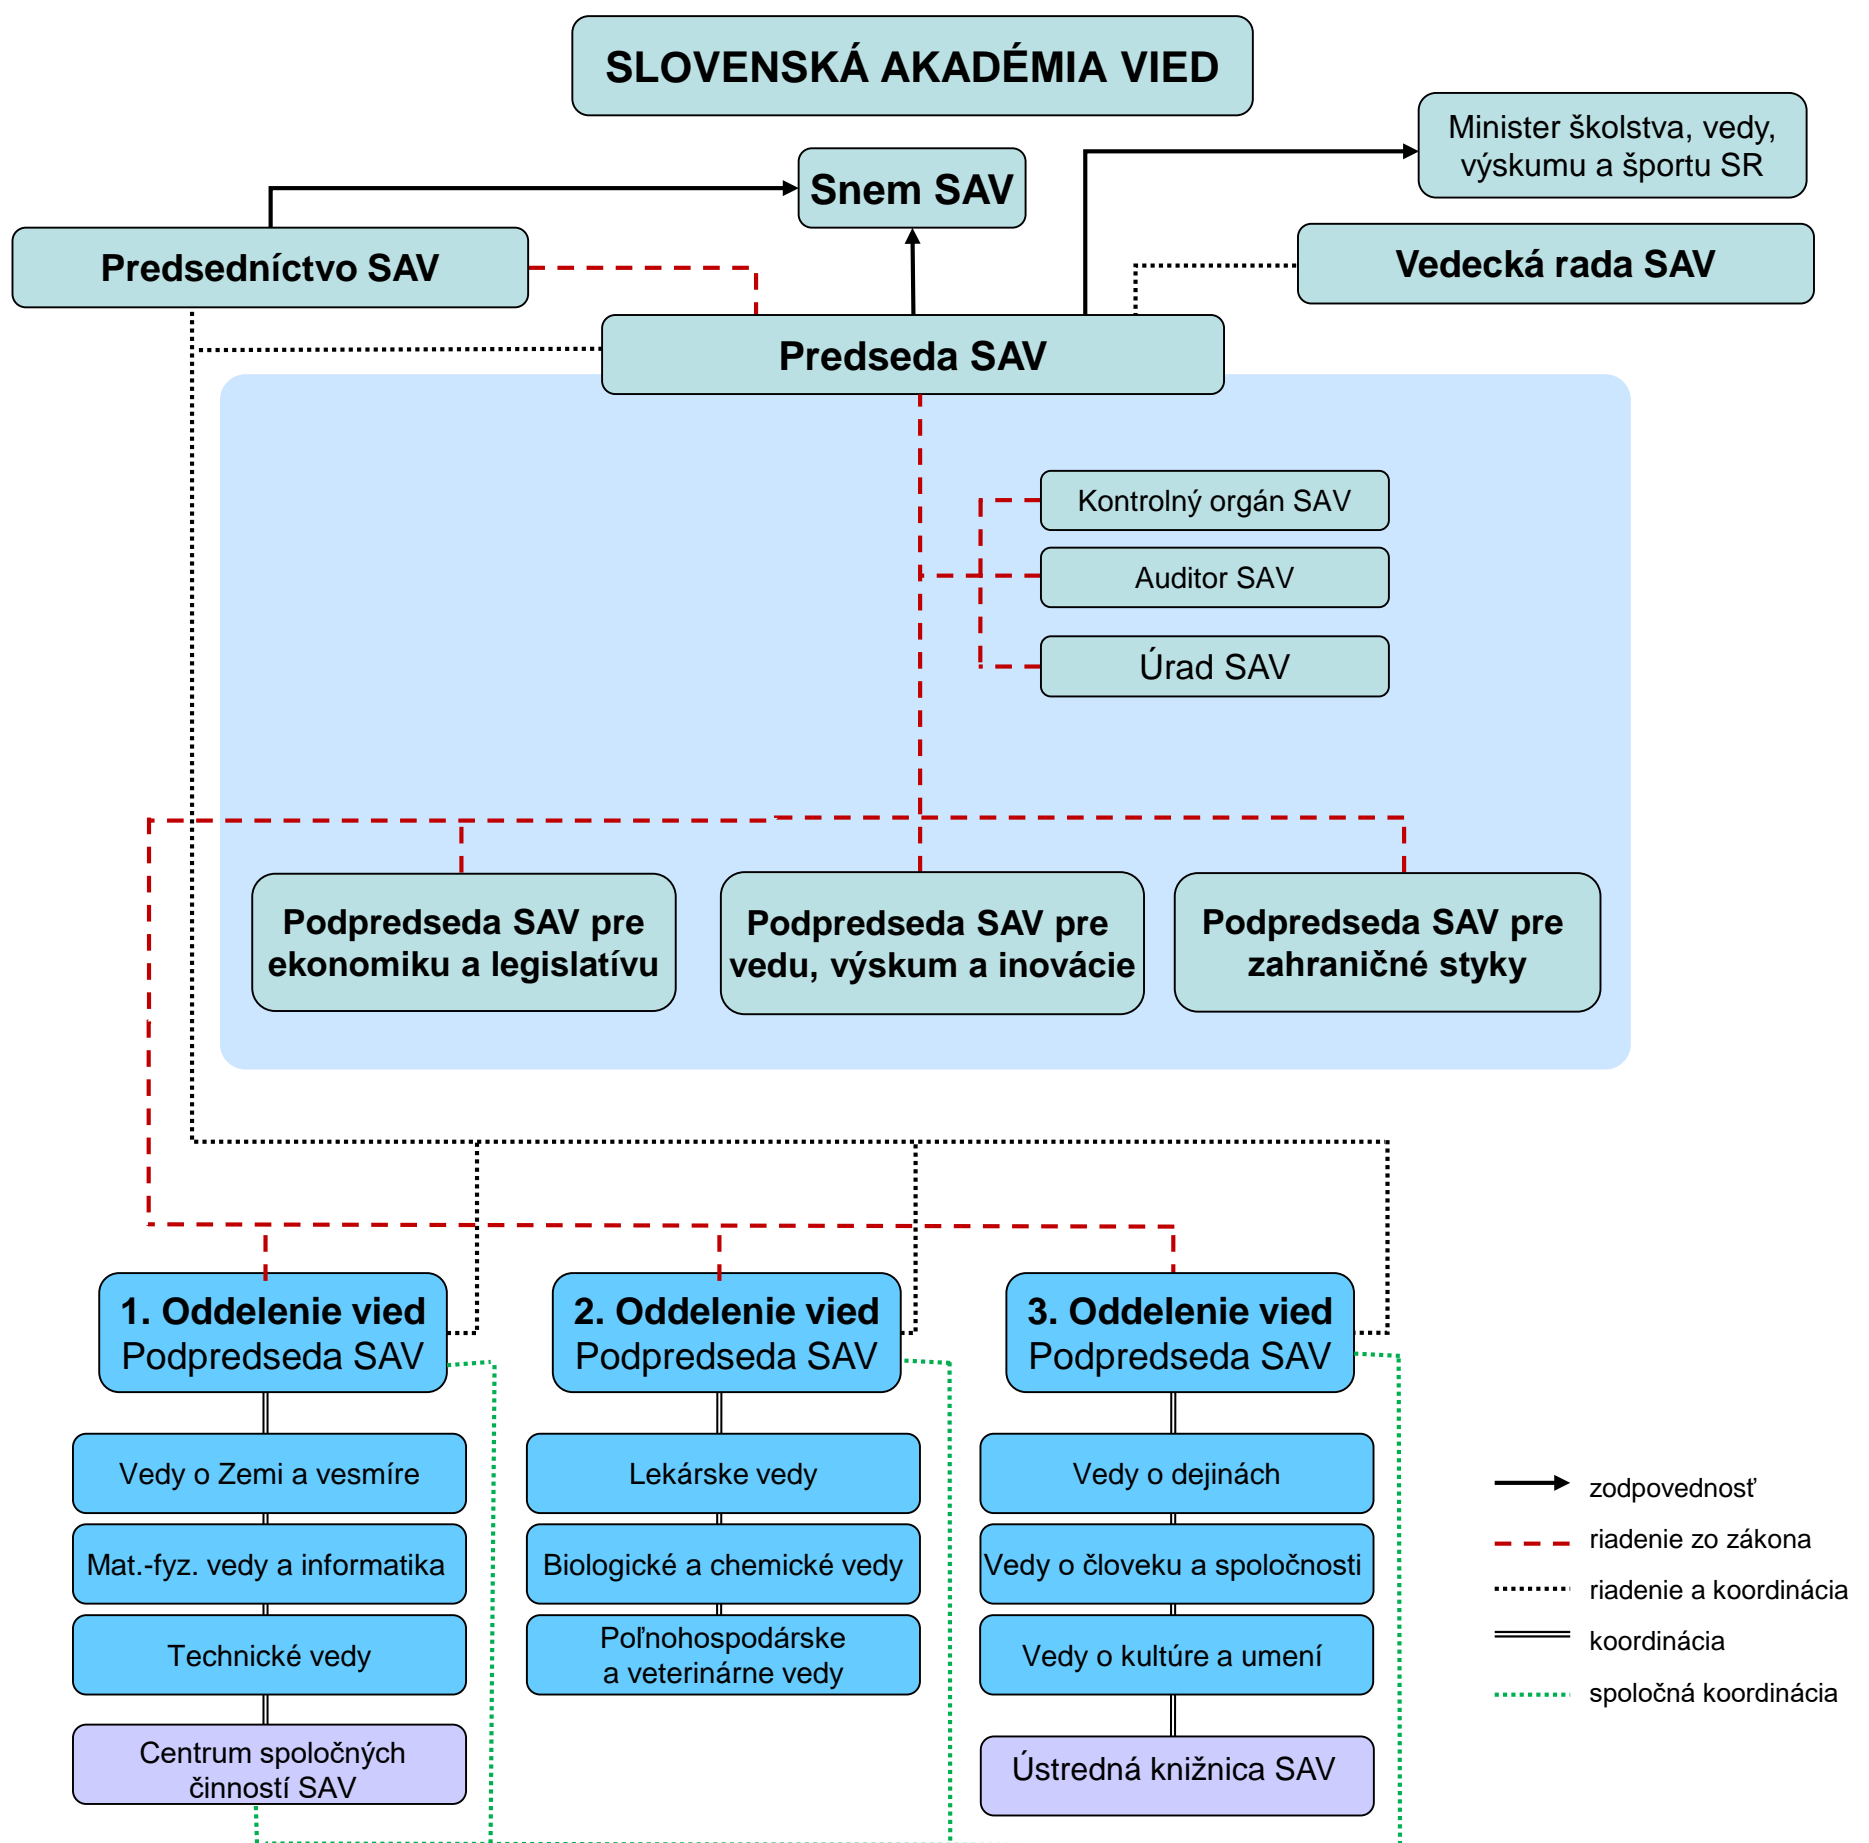 SLOVENSKÁ AKADÉMIA VIED
Minister školstva, vedy,
výskumu a športu SR
Snem SAV
Predsedníctvo SAV
Vedecká rada SAV
Predseda SAV
Kontrolný orgán SAV
Auditor SAV
Úrad SAV
Podpredseda SAV pre
ekonomiku a legislatívu
Podpredseda SAV pre
vedu, výskum a inovácie
Podpredseda SAV pre
zahraničné styky
1. Oddelenie vied
Podpredseda SAV
2. Oddelenie vied
Podpredseda SAV
3. Oddelenie vied
Podpredseda SAV
Vedy o Zemi a vesmíre
Mat.-fyz. vedy a informatika
Technické vedy
Centrum spoločných
činností SAV
Lekárske vedy
Biologické a chemické vedy
Poľnohospodárske
a veterinárne vedy
Vedy o dejinách
Vedy o človeku a spoločnosti
Vedy o kultúre a umení
Ústredná knižnica SAV
zodpovednosť
riadenie zo zákona
riadenie a koordinácia
koordinácia
spoločná koordinácia